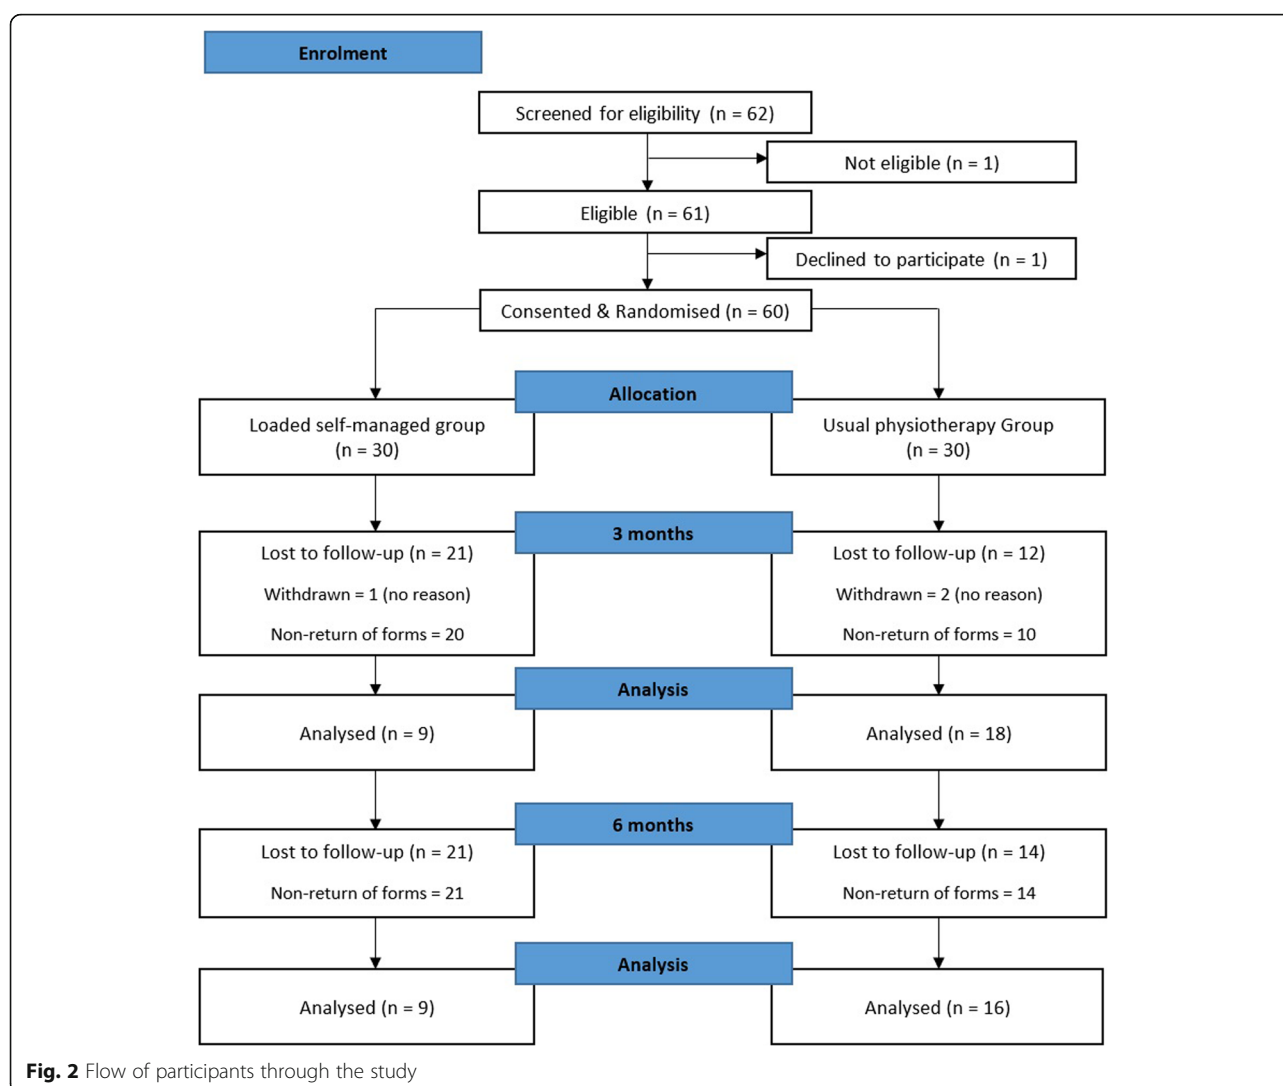 Enrolment
Screened for eligibility (n = 62)
Not eligible (n = 1)
Eligible (n = 61)
Declined to participate (n = 1)
Consented & Randomised (n = 60)
Allocation
Loaded self-managed group
(n = 30)
Usual physiotherapy Group
(n = 30)
3 months
Lost to follow-up (n = 21)
Withdrawn = 1 (no reason)
Non-return of forms = 20
Lost to follow-up (n = 12)
Withdrawn = 2 (no reason)
Non-return of forms = 10
Analysis
Analysed (n = 9)
Analysed (n = 18)
6 months
Lost to follow-up (n = 21)
Non-return of forms = 21
Lost to follow-up (n = 14)
Non-return of forms = 14
Analysis
Analysed (n = 9)
Analysed (n = 16)
Fig. 2 Flow of participants through the study